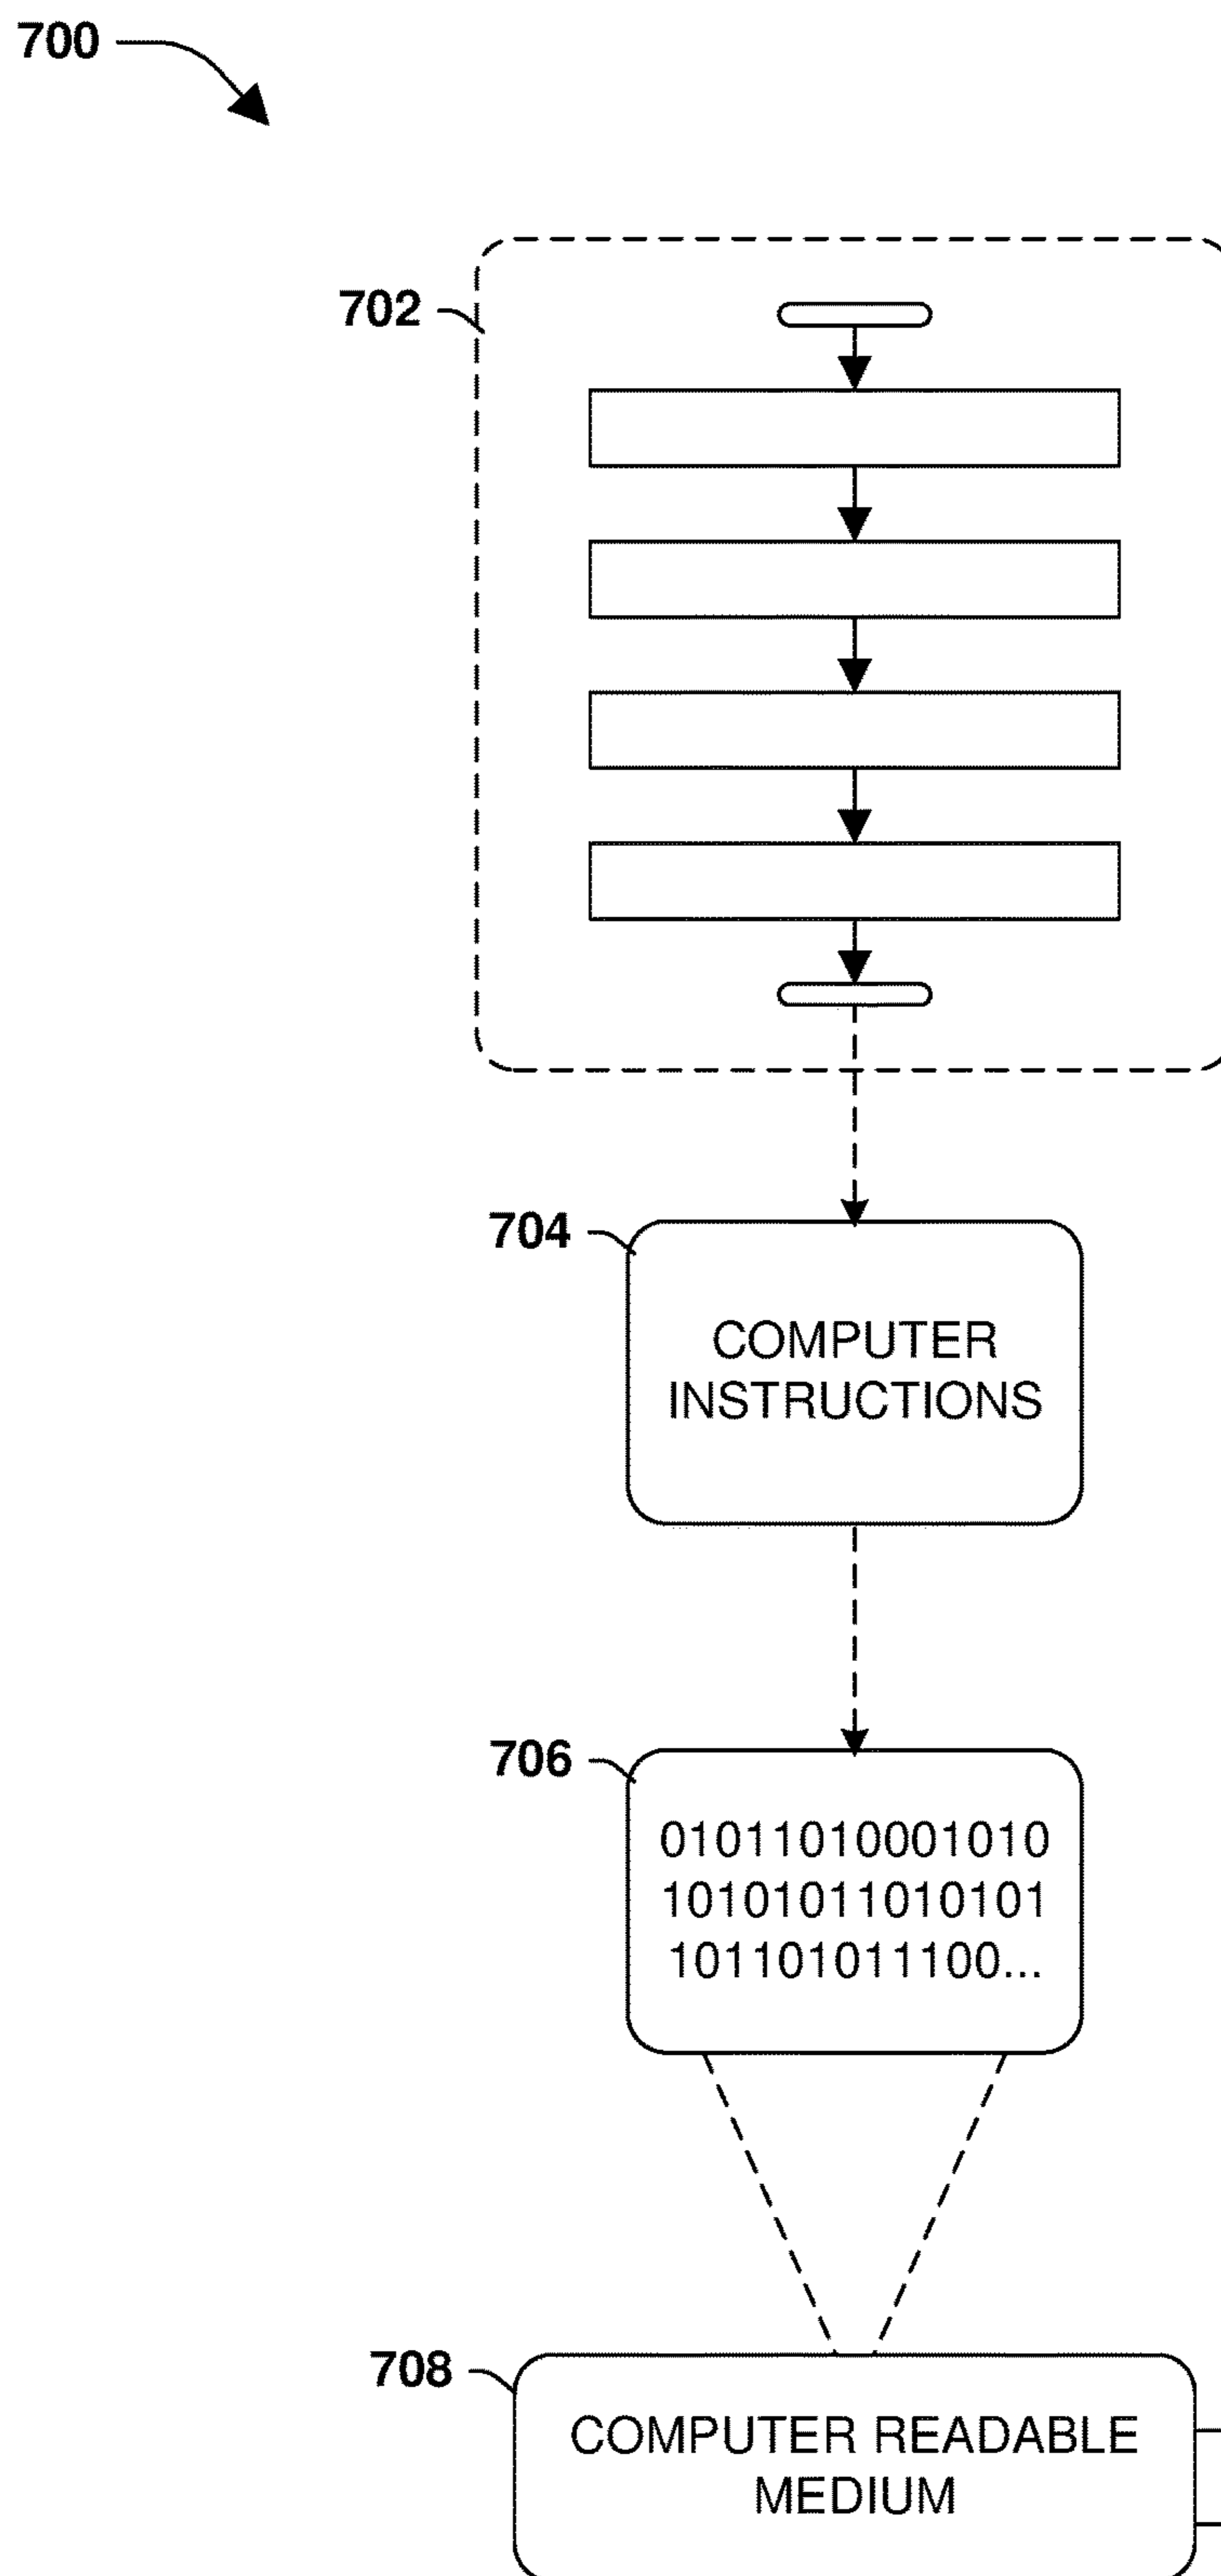 700
702
704
COMPUTER
INSTRUCTIONS
706
01011010001010
10101011010101
101101011100...
708
COMPUTER READABLE
MEDIUM